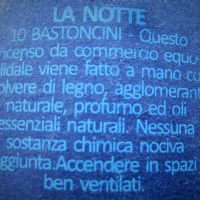 LA NOTTE
10 BASTONCINI - Questo
incenso da commercio equo
solidale viene fatto a mano co
polvere di legno, agglomerant
naturale, profumo ed oli
essenziali naturali. Nessuna
sostanza chimica nociva
aggiunta. Accendere in spazi
ben ventilati.